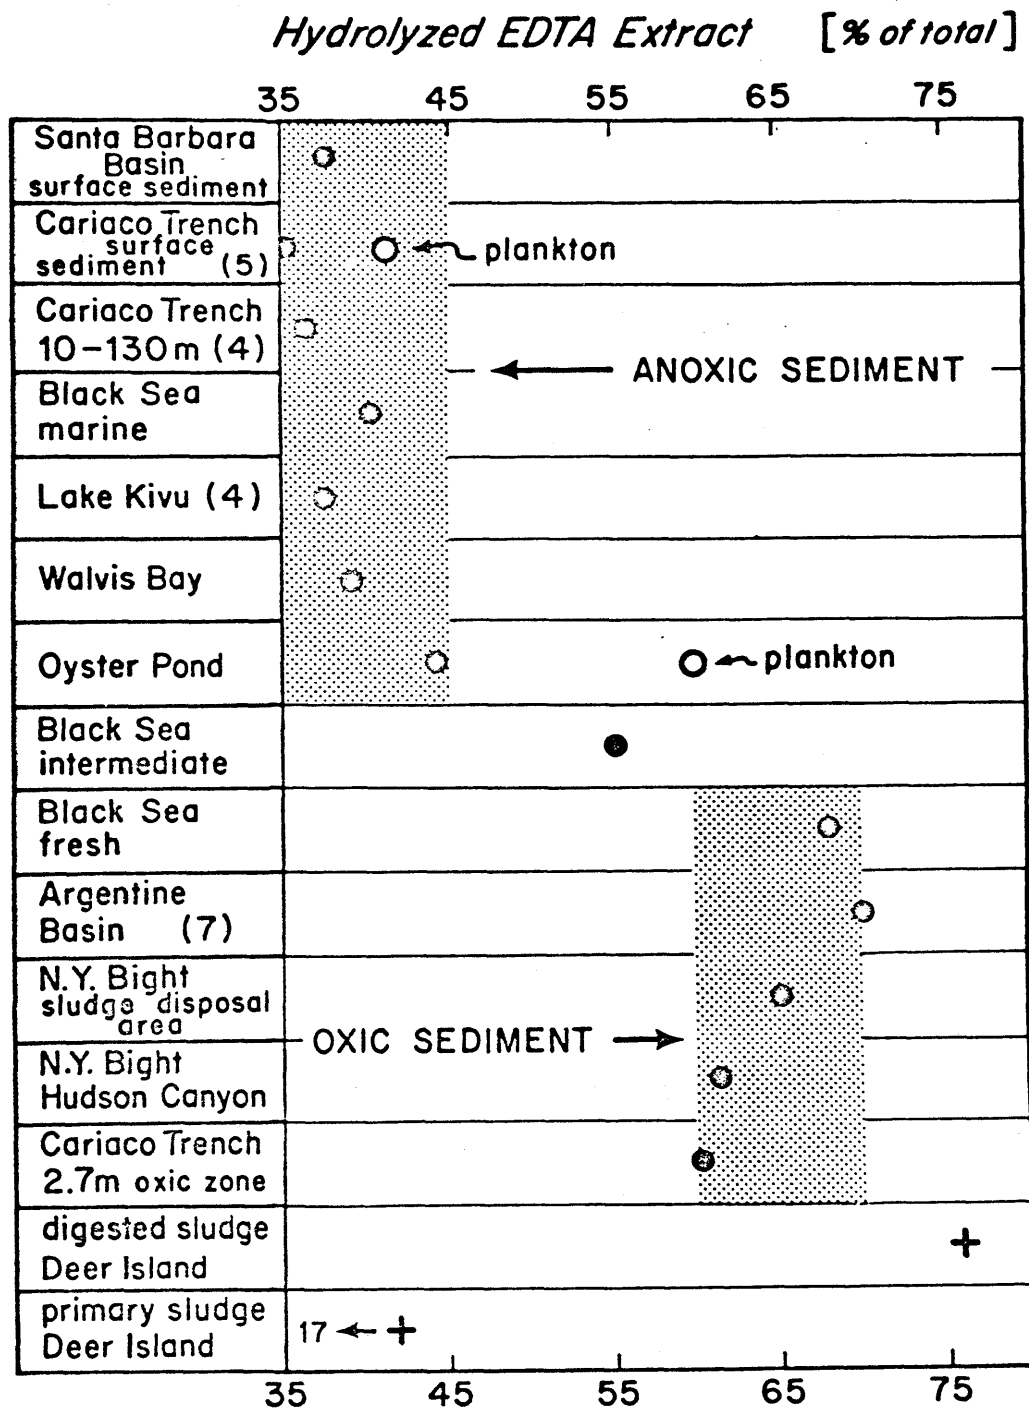 Hydrolyzed EDTA Extract [% of total]
35 45 55 65 75
Santa Barbara
Basin
surface sediment
Cariaco Trench
surface
sediment (5)
plankton
Cariaco Trench
10-130m (4)
ANOXIC SEDIMENT
Black Sea
marine
Lake Kivu (4)
Walvis Bay
Oyster Pond
plankton
Black Sea
intermediate
Black Sea
fresh
Argentine
Basin (7)
N.Y. Bight
sludge disposal
area
OXIC SEDIMENT
N.Y. Bight
Hudson Canyon
Cariaco Trench
2.7m oxic zone
digested sludge
Deer Island
primary sludge
Deer Island
17
35 45 55 65 75